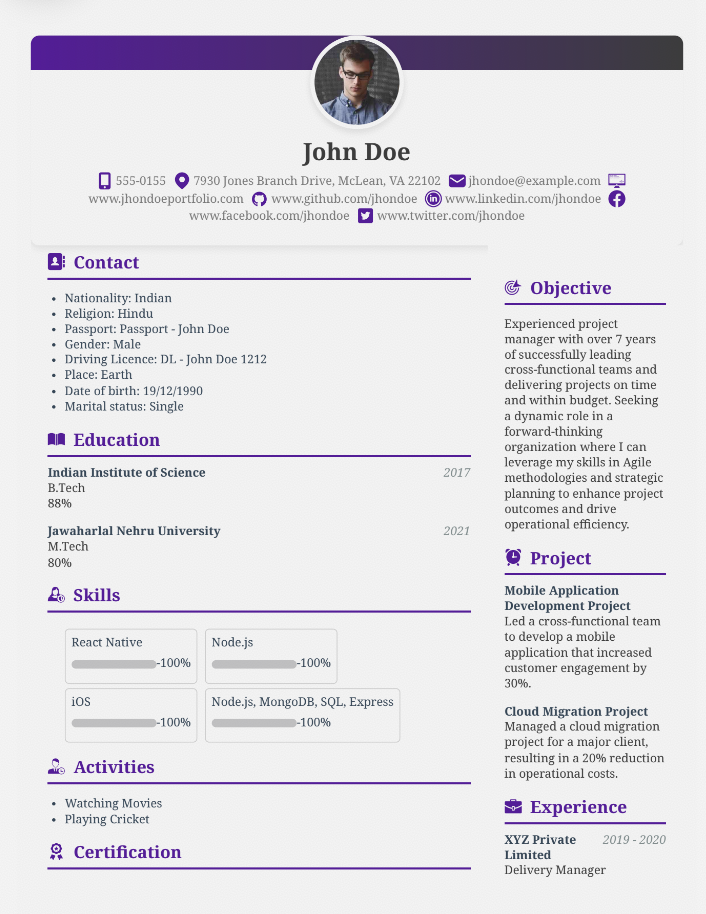 John Doe
555-0155 7930 Jones Branch Drive, McLean, VA 22102 jhondoe@example.com
www.jhondoeportfolio.com www.github.com/jhondoe www.linkedin.com/jhondoe
www.facebook.com/jhondoe www.twitter.com/jhondoe
Contact
Nationality: Indian
Religion: Hindu
Passport: Passport - John Doe
Gender: Male
Driving Licence: DL - John Doe 1212
Place: Earth
Date of birth: 19/12/1990
Marital status: Single
Education
Indian Institute of Science 2017
B.Tech
88%
Jawaharlal Nehru University 2021
M.Tech
80%
Skills
React Native
-100%
Node.js
-100%
iOS
-100%
Node.js, MongoDB, SQL, Express
-100%
Activities
Watching Movies
Playing Cricket
Certification
Objective
Experienced project
manager with over 7 years
of successfully leading
cross-functional teams and
delivering projects on time
and within budget. Seeking
a dynamic role in a
forward-thinking
organization where I can
leverage my skills in Agile
methodologies and strategic
planning to enhance project
outcomes and drive
operational efficiency.
Project
Mobile Application
Development Project
Led a cross-functional team
to develop a mobile
application that increased
customer engagement by
30%.
Cloud Migration Project
Managed a cloud migration
project for a major client,
resulting in a 20% reduction
in operational costs.
Experience
XYZ Private 2019 - 2020
Limited
Delivery Manager